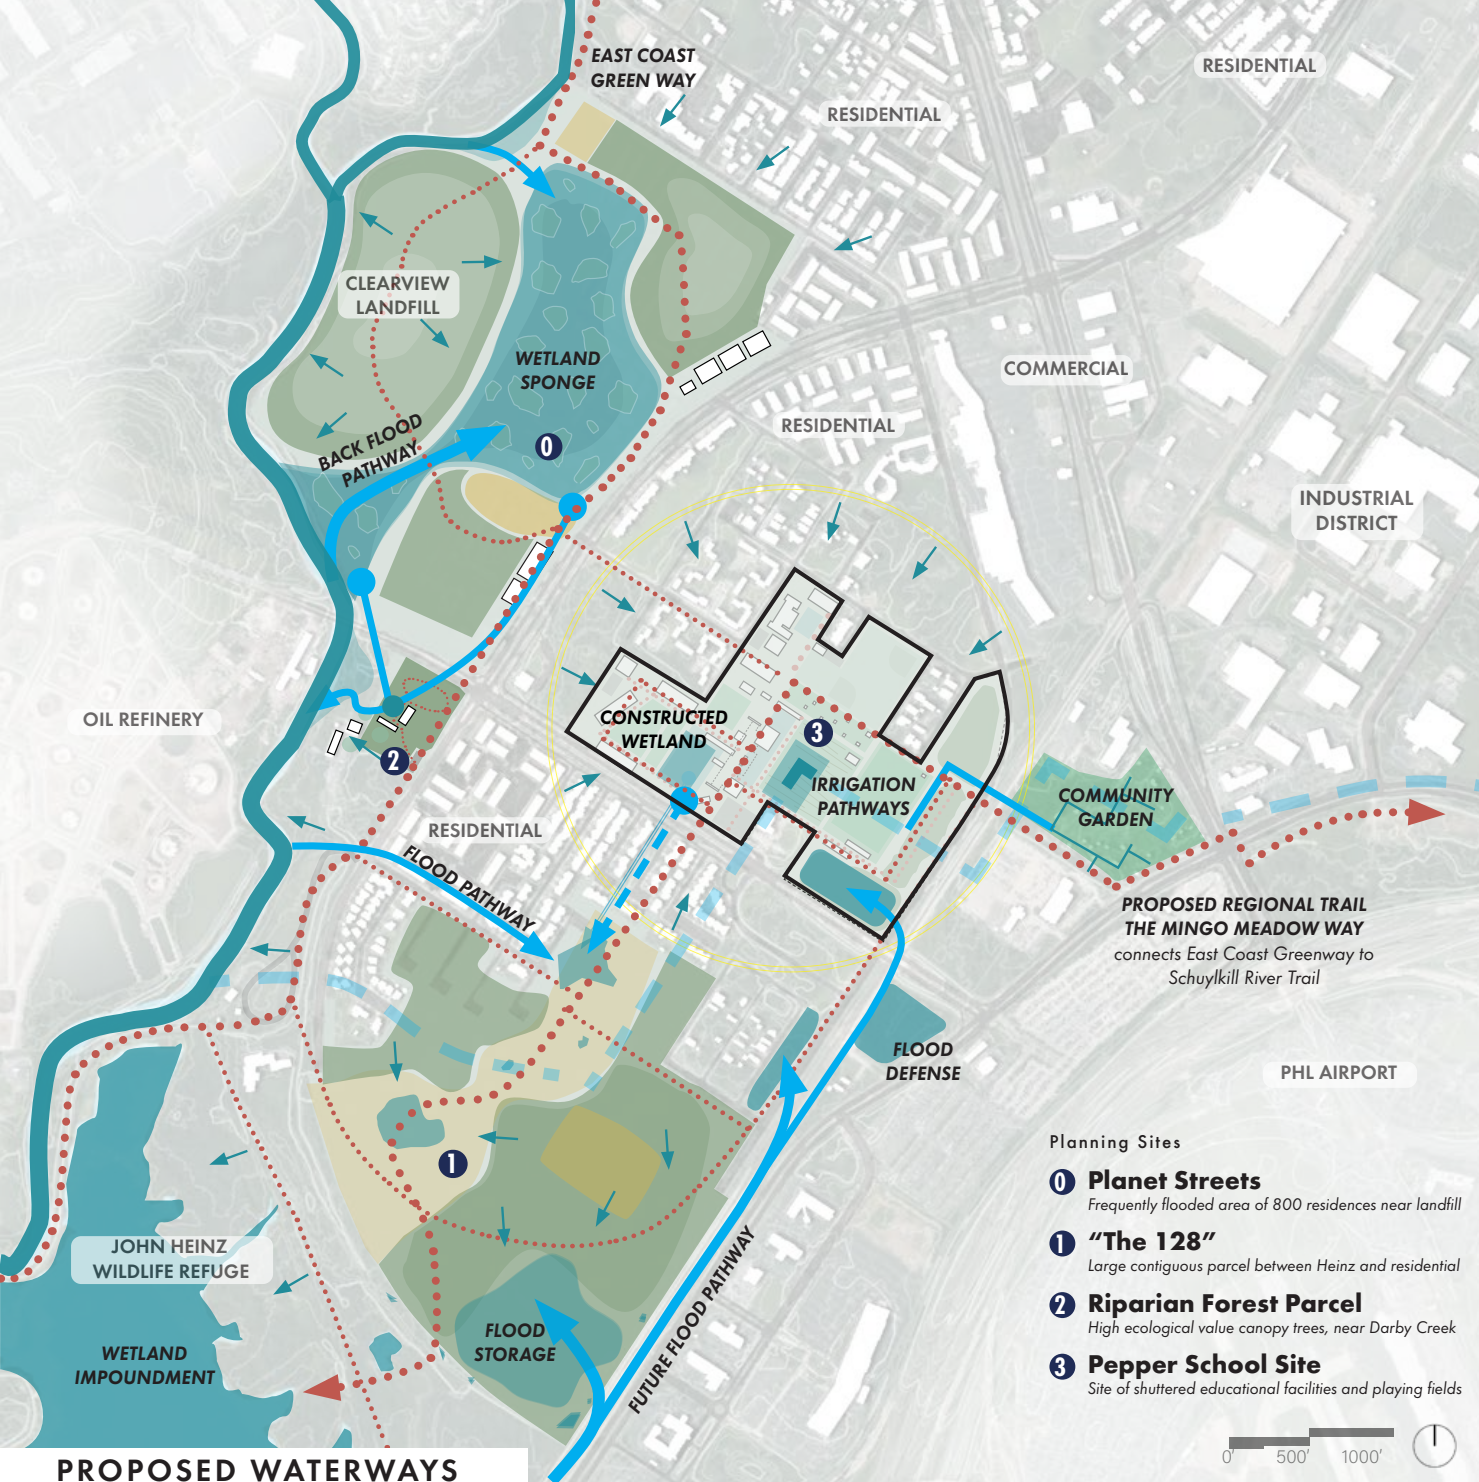 EAST COAST
GREEN WAY
RESIDENTIAL
RESIDENTIAL
CLEARVIEW
LANDFILL
WETLAND
SPONGE
COMMERCIAL
RESIDENTIAL
BACK FLOOD
PATHWAY
0
INDUSTRIAL
DISTRICT
OIL REFINERY
CONSTRUCTED
WETLAND
3
2
IRRIGATION
PATHWAYS
COMMUNITY
GARDEN
RESIDENTIAL
FLOOD PATHWAY
PROPOSED REGIONAL TRAIL
THE MINGO MEADOW WAY
connects East Coast Greenway to
Schuylkill River Trail
FLOOD
DEFENSE
PHL AIRPORT
1
JOHN HEINZ
WILDLIFE REFUGE
WETLAND
IMPOUNDMENT
FLOOD
STORAGE
FUTURE FLOOD PATHWAY
Planning Sites
0 Planet Streets
Frequently flooded area of 800 residences near landfill
1 “The 128”
Large contiguous parcel between Heinz and residential
2 Riparian Forest Parcel
High ecological value canopy trees, near Darby Creek
3 Pepper School Site
Site of shuttered educational facilities and playing fields
0' 500' 1000'
PROPOSED WATERWAYS